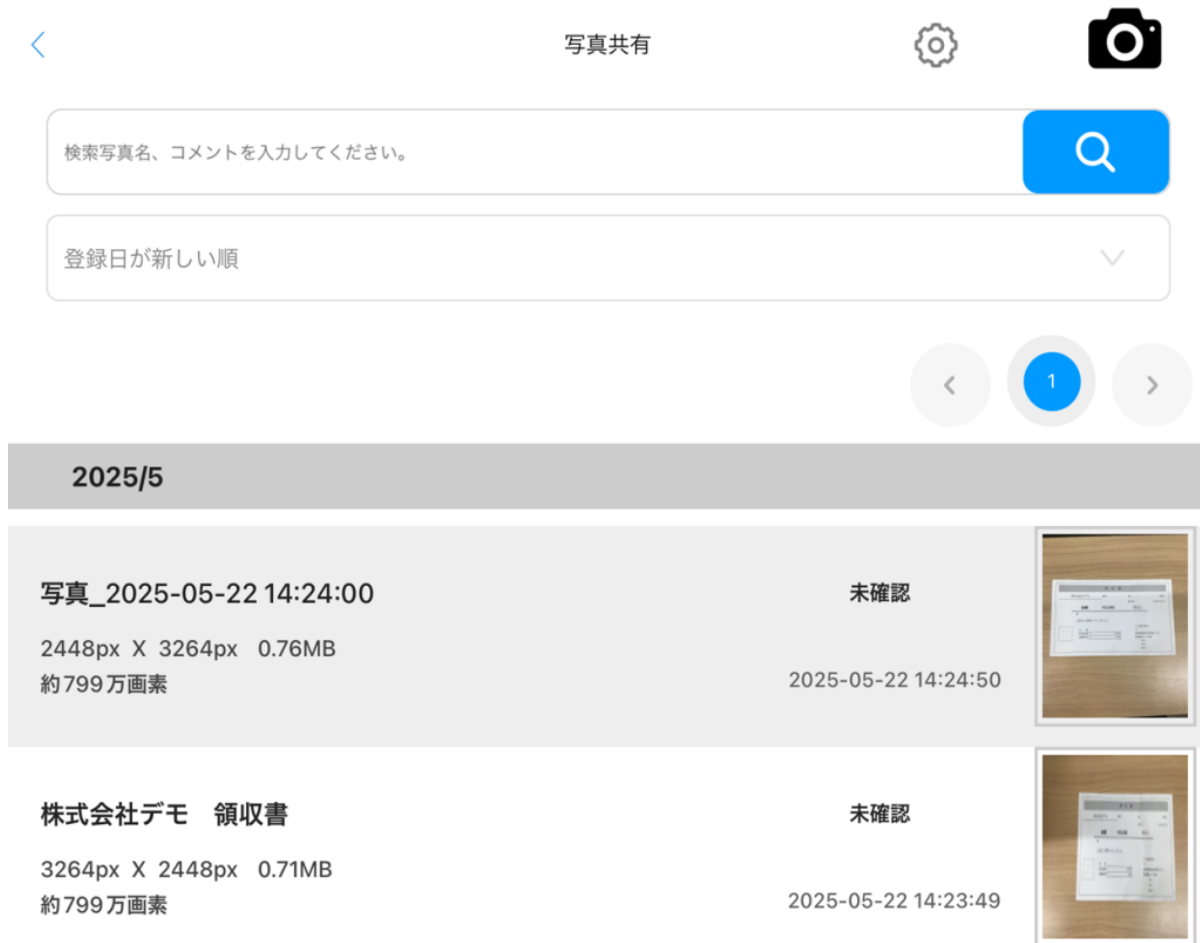 写真共有
検索写真名、コメントを入力してください。
登録日が新しい順
1
2025/5
写真_2025-05-22 14:24:00
未確認
2448px X 3264px 0.76MB
約799万画素
2025-05-22 14:24:50
株式会社デモ　領収書
未確認
3264px X 2448px 0.71MB
約799万画素
2025-05-22 14:23:49